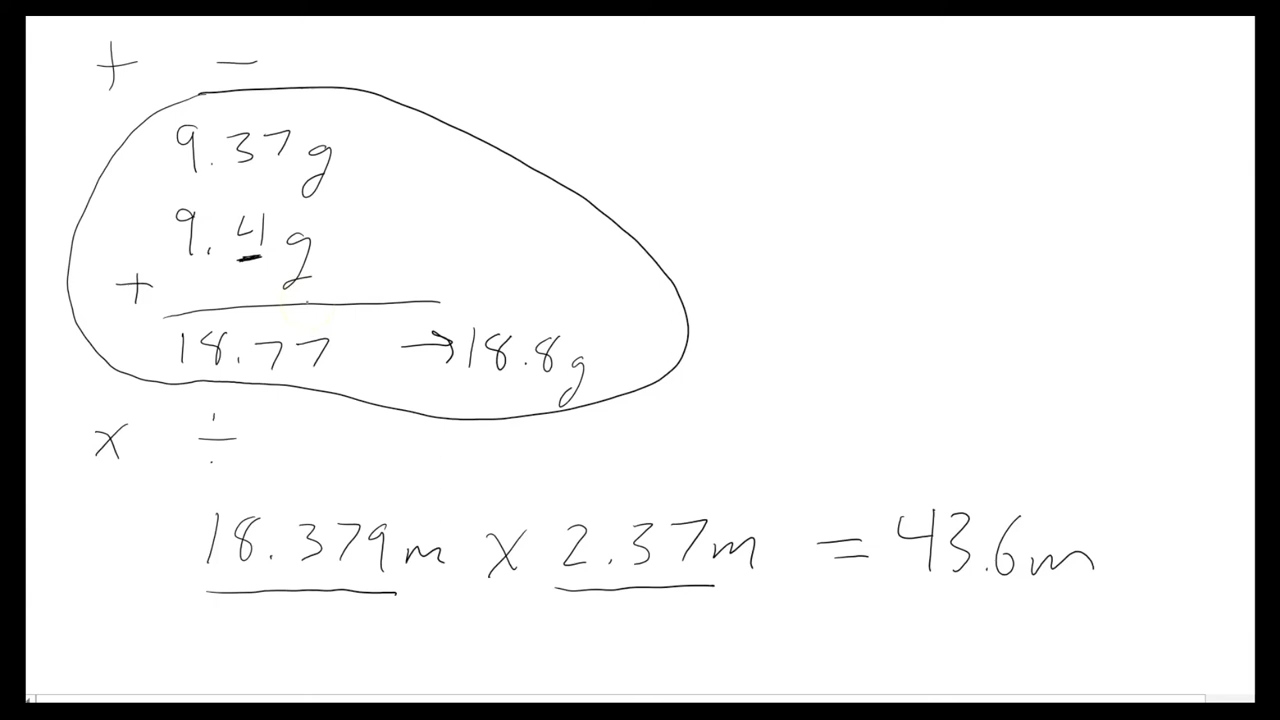 + −
9.37g
9.4g
+
18.77 → 18.8g
x ÷
18.379m x 2.37m = 43.6m